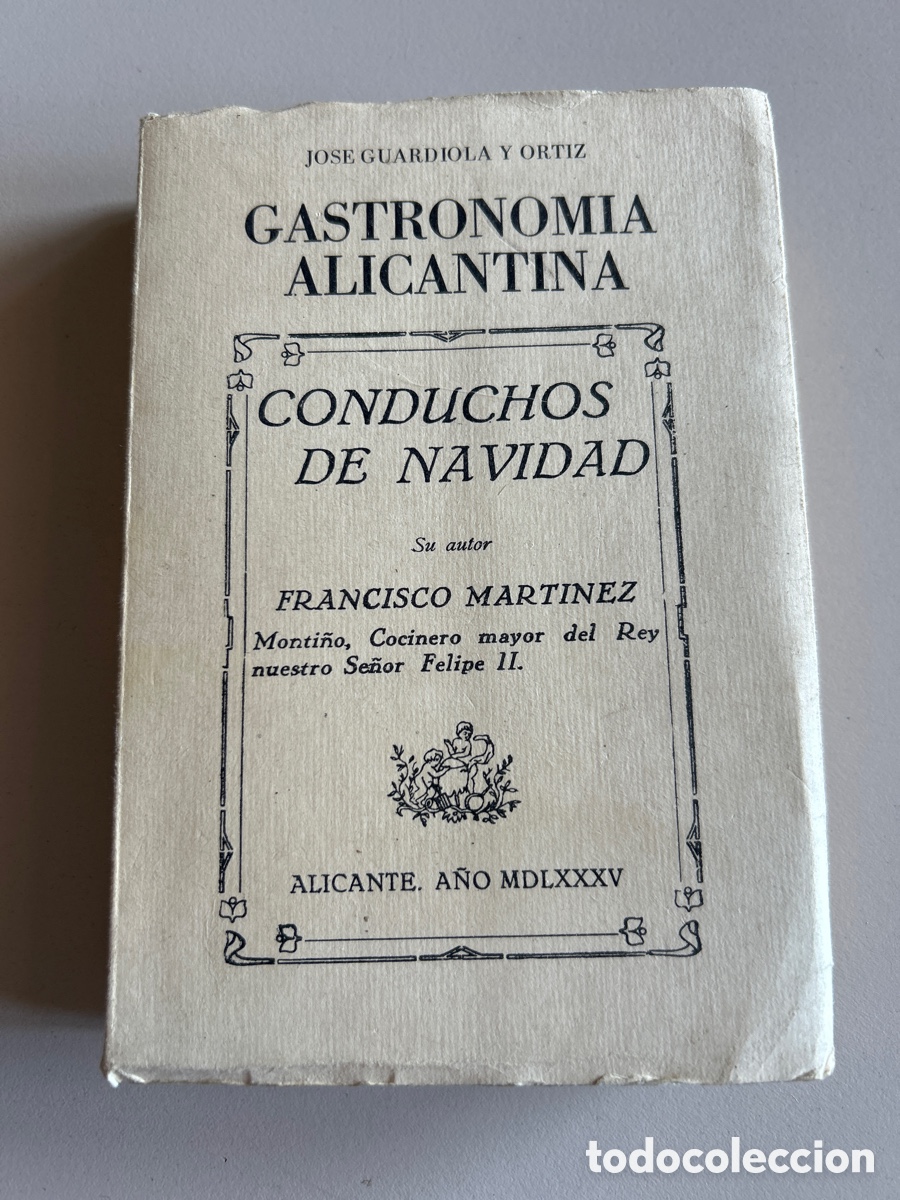 JOSE GUARDIOLA Y ORTIZ
GASTRONOMIA
ALICANTINA
CONDUCHOS
DE NAVIDAD
Su autor
FRANCISCO MARTINEZ
Montiño, Cocinero mayor del Rey
nuestro Señor Felipe II.
ALICANTE. AÑO MDLXXXV
todocoleccion